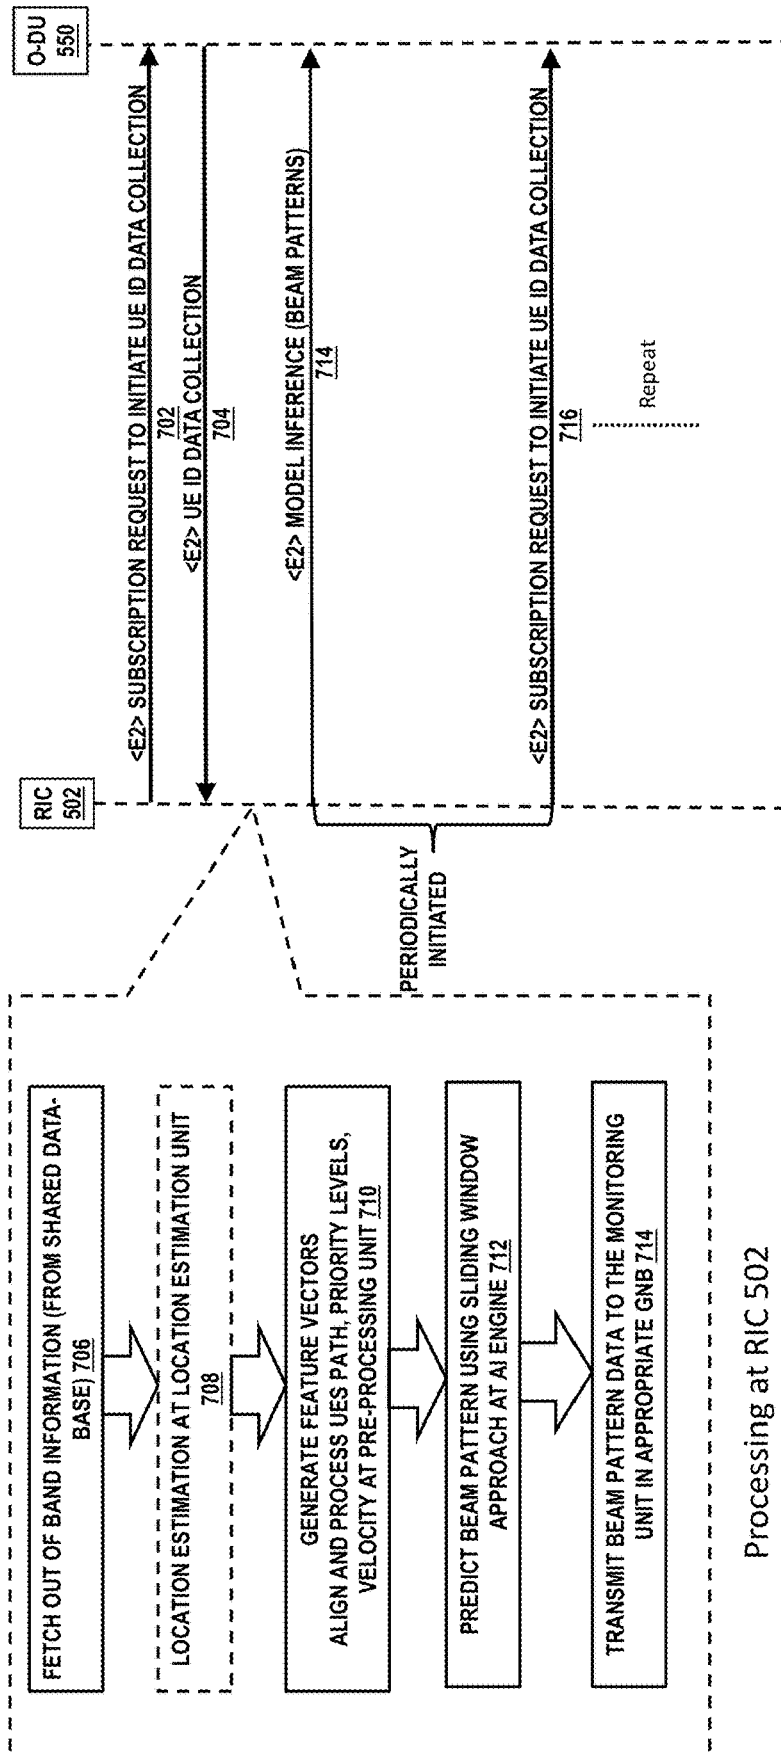 RIC
502
O-DU
550
<E2> SUBSCRIPTION REQUEST TO INITIATE UE ID DATA COLLECTION
702
<E2> UE ID DATA COLLECTION
704
<E2> MODEL INFERENCE (BEAM PATTERNS)
714
<E2> SUBSCRIPTION REQUEST TO INITIATE UE ID DATA COLLECTION
716
Repeat
PERIODICALLY
INITIATED
FETCH OUT OF BAND INFORMATION (FROM SHARED DATA-
BASE) 706
LOCATION ESTIMATION AT LOCATION ESTIMATION UNIT
708
GENERATE FEATURE VECTORS
ALIGN AND PROCESS UES PATH, PRIORITY LEVELS,
VELOCITY AT PRE-PROCESSING UNIT 710
PREDICT BEAM PATTERN USING SLIDING WINDOW
APPROACH AT AI ENGINE 712
TRANSMIT BEAM PATTERN DATA TO THE MONITORING
UNIT IN APPROPRIATE GNB 714
Processing at RIC 502